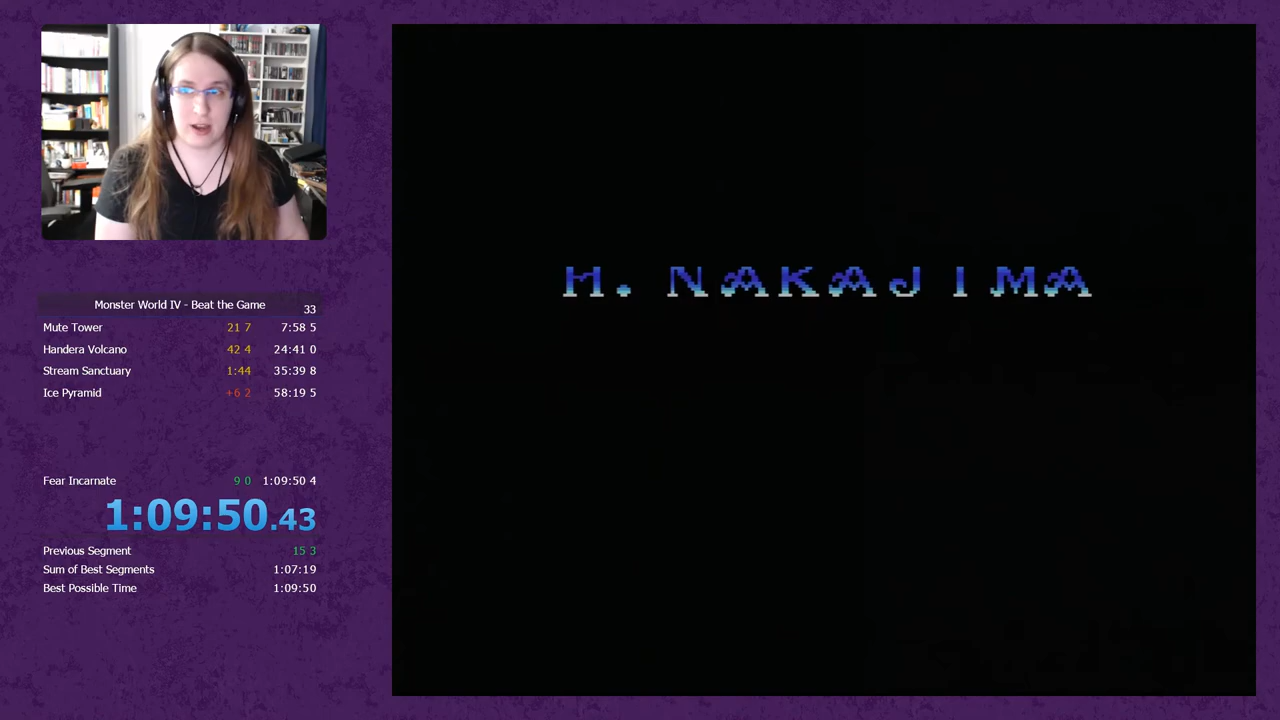 Monster World IV - Beat the Game
33
Mute Tower 21 7 7:58 5
Handera Volcano 42 4 24:41 0
Stream Sanctuary 1:44 35:39 8
Ice Pyramid +6 2 58:19 5
Fear Incarnate 9 0 1:09:50 4
1:09:50.43
Previous Segment 15 3
Sum of Best Segments 1:07:19
Best Possible Time 1:09:50
H. NAKAJIMA